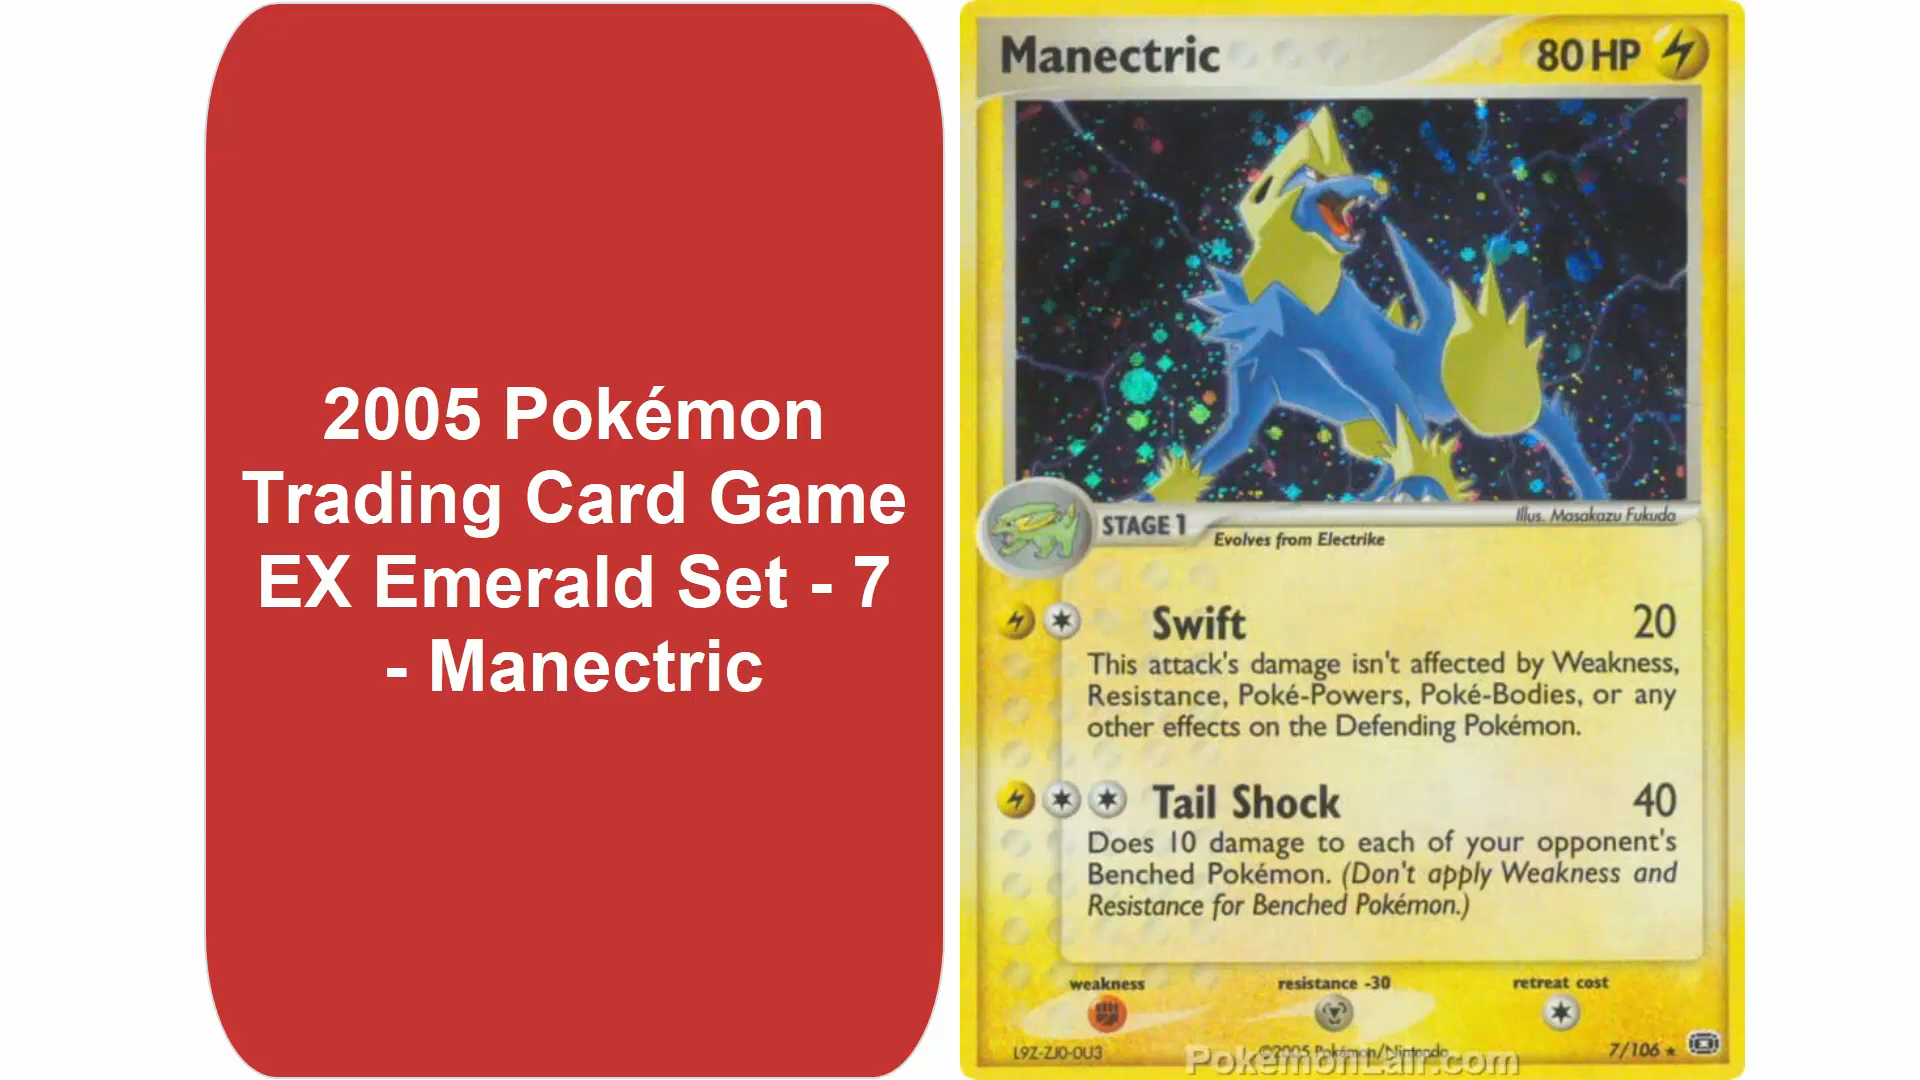 2005 Pokémon
Trading Card Game
EX Emerald Set - 7
- Manectric
Manectric 80 HP
Illus. Masakazu Fukuda
STAGE 1
Evolves from Electrike
Swift 20
This attack's damage isn't affected by Weakness,
Resistance, Poké-Powers, Poké-Bodies, or any
other effects on the Defending Pokémon.
Tail Shock 40
Does 10 damage to each of your opponent's
Benched Pokémon. (Don't apply Weakness and
Resistance for Benched Pokémon.)
weakness resistance -30 retreat cost
L9Z-ZJ0-0U3 ©2005 Pokémon/Nintendo 7/106
PokemonLair.com